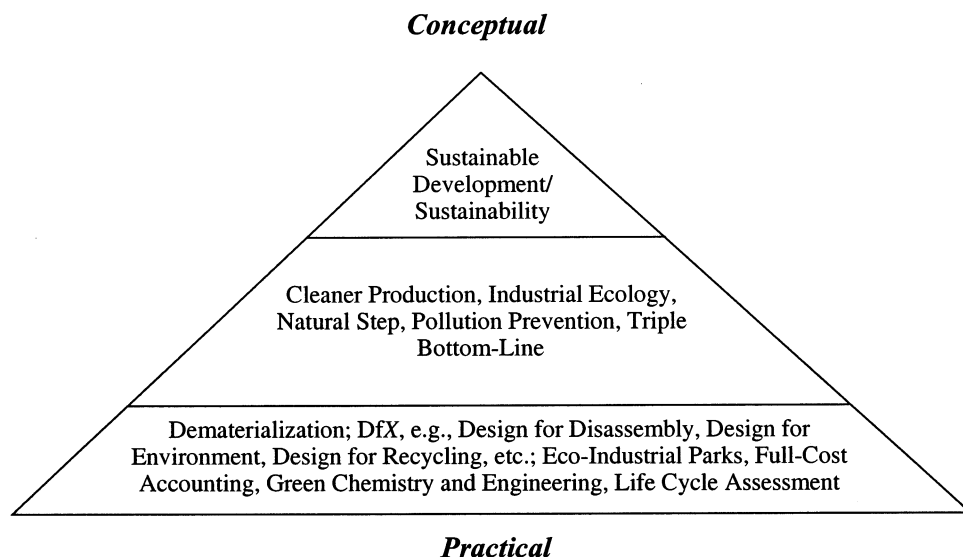 Conceptual
Sustainable
Development/
Sustainability
Cleaner Production, Industrial Ecology,
Natural Step, Pollution Prevention, Triple
Bottom-Line
Dematerialization; DfX, e.g., Design for Disassembly, Design for
Environment, Design for Recycling, etc.; Eco-Industrial Parks, Full-Cost
Accounting, Green Chemistry and Engineering, Life Cycle Assessment
Practical